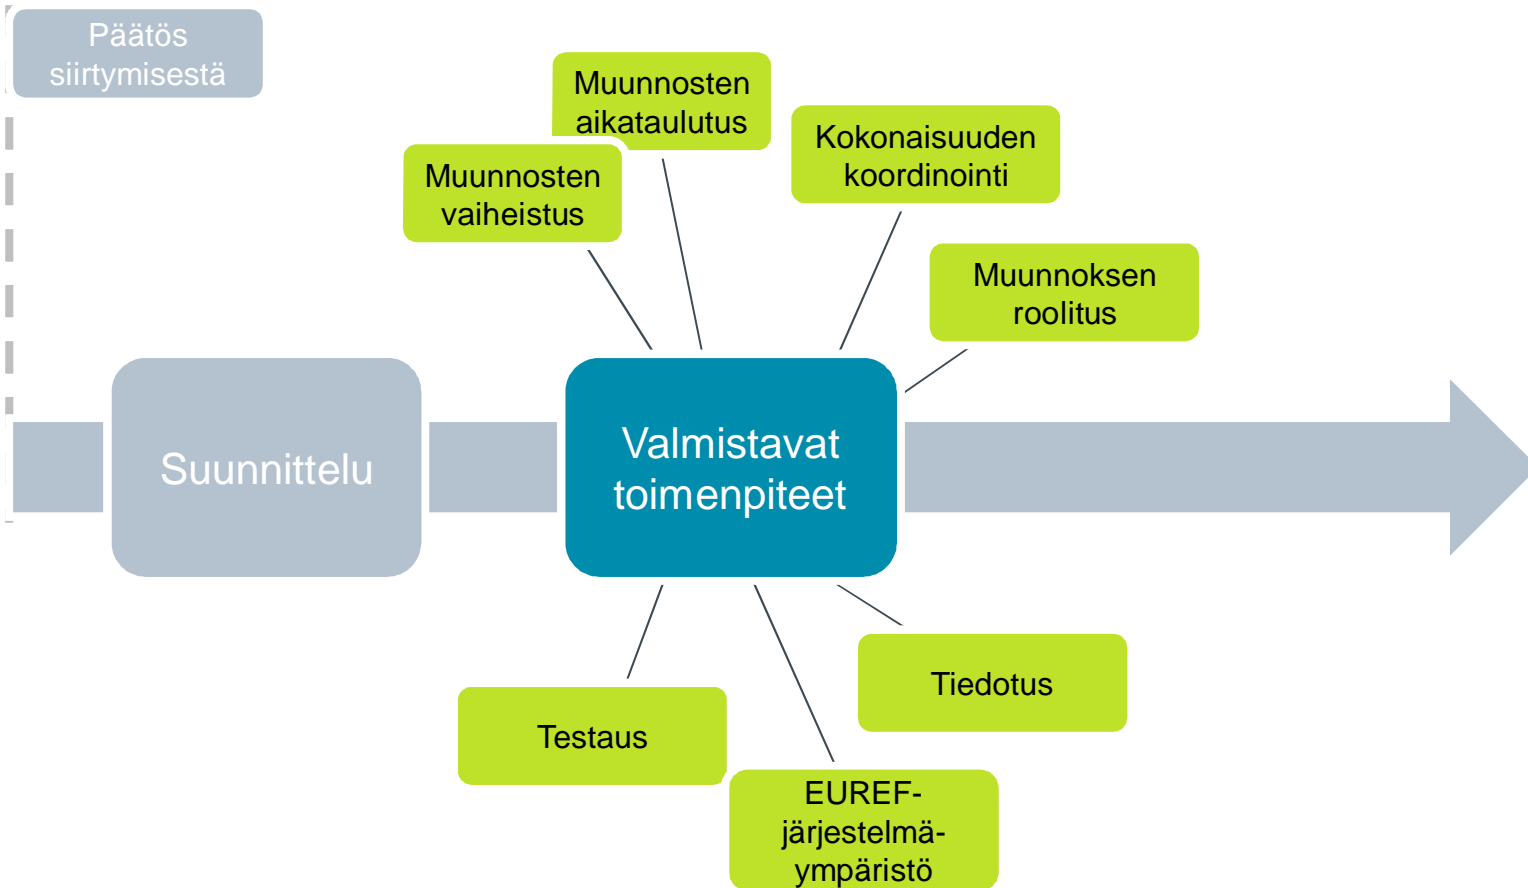 Päätös
siirtymisestä
Muunnosten
aikataulutus
Kokonaisuuden
koordinointi
Muunnosten
vaiheistus
Muunnoksen
roolitus
Suunnittelu
Valmistavat
toimenpiteet
Tiedotus
Testaus
EUREF-
järjestelmä-
ympäristö